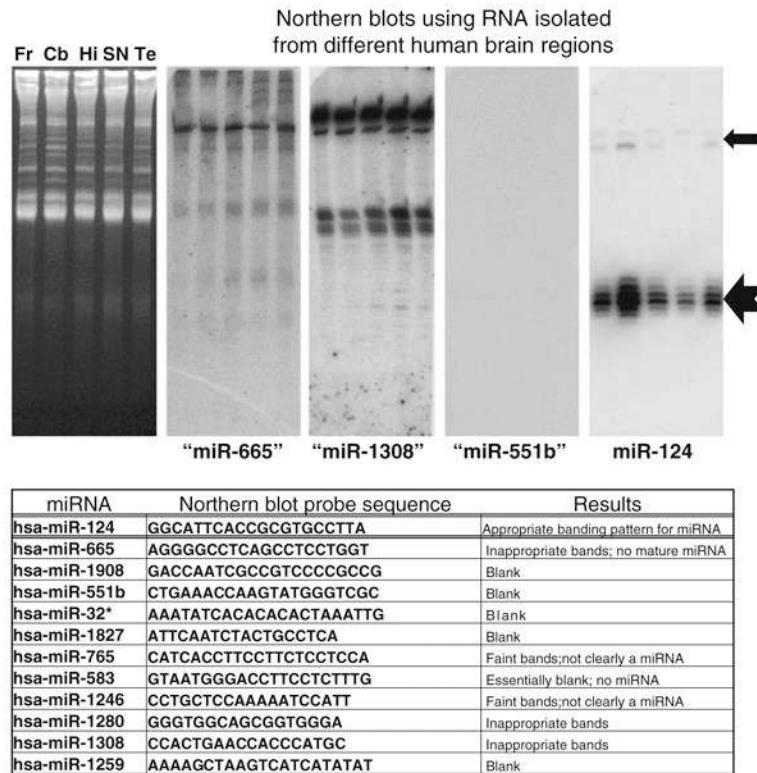 Northern blots using RNA isolated
from different human brain regions
Fr Cb Hi SN Te
"miR-665" "miR-1308" "miR-551b" miR-124
miRNA Northern blot probe sequence Results
hsa-miR-124 GGCATTCACCGCGTGCCTTA Appropriate banding pattern for miRNA
hsa-miR-665 AGGGGCCTCAGCCTCCTGGT Inappropriate bands; no mature miRNA
hsa-miR-1908 GACCAATCGCCGTCCCCGCCG Blank
hsa-miR-551b CTGAAACCAAGTATGGGTCGC Blank
hsa-miR-32* AAATATCACACACACTAAATTG Blank
hsa-miR-1827 ATTCAATCTACTGCCTCA Blank
hsa-miR-765 CATCACCTTCCTTCTCCTCCA Faint bands;not clearly a miRNA
hsa-miR-583 GTAATGGGACCTTCCTCTTTG Essentially blank; no miRNA
hsa-miR-1246 CCTGCTCCAAAAATCCATT Faint bands;not clearly a miRNA
hsa-miR-1280 GGGTGGCAGCGGTGGGA Inappropriate bands
hsa-miR-1308 CCACTGAACCACCCATGC Inappropriate bands
hsa-miR-1259 AAAAGCTAAGTCATCATATAT Blank